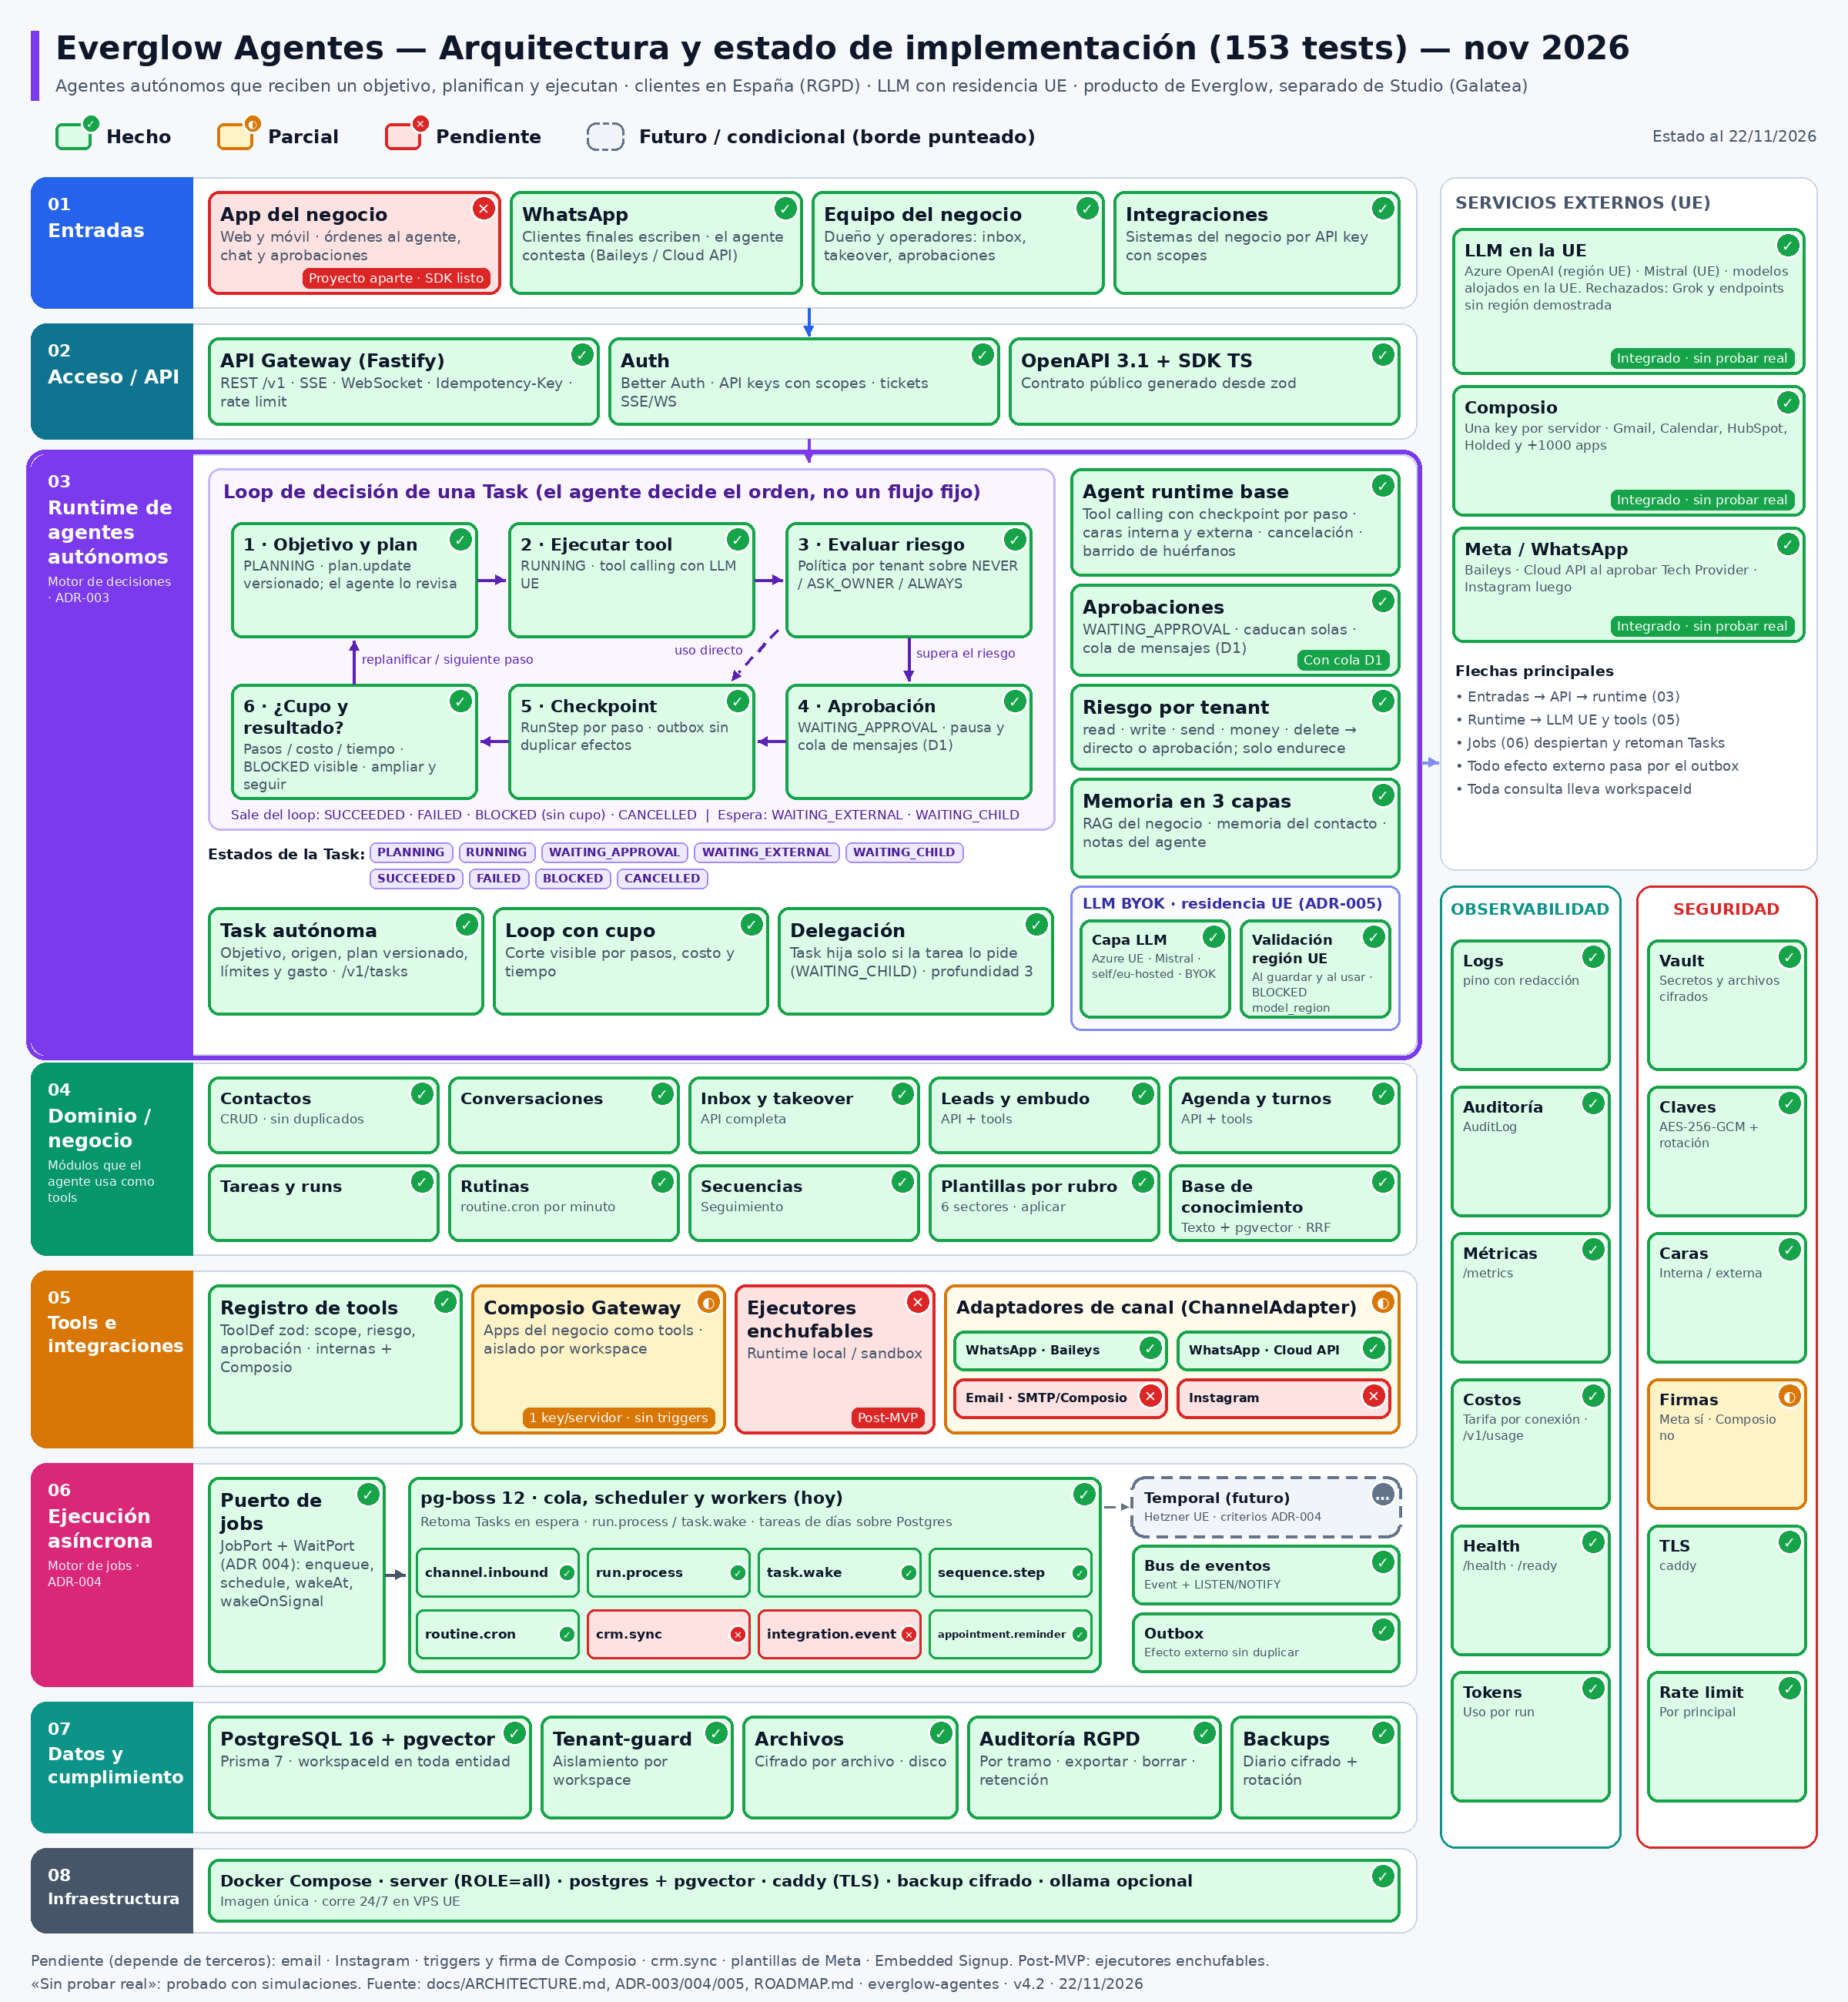 Everglow Agentes — Arquitectura y estado de implementación (153 tests) — nov 2026
Agentes autónomos que reciben un objetivo, planifican y ejecutan · clientes en España (RGPD) · LLM con residencia UE · producto de Everglow, separado de Studio (Galatea)
Hecho
Parcial
Pendiente
Futuro / condicional (borde punteado)
Estado al 22/11/2026
01
Entradas
App del negocio
Web y móvil · órdenes al agente,
chat y aprobaciones
Proyecto aparte · SDK listo
WhatsApp
Clientes finales escriben · el agente
contesta (Baileys / Cloud API)
Equipo del negocio
Dueño y operadores: inbox,
takeover, aprobaciones
Integraciones
Sistemas del negocio por API key
con scopes
02
Acceso / API
API Gateway (Fastify)
REST /v1 · SSE · WebSocket · Idempotency-Key ·
rate limit
Auth
Better Auth · API keys con scopes · tickets
SSE/WS
OpenAPI 3.1 + SDK TS
Contrato público generado desde zod
03
Runtime de
agentes
autónomos
Motor de decisiones
· ADR-003
Loop de decisión de una Task (el agente decide el orden, no un flujo fijo)
1 · Objetivo y plan
PLANNING · plan.update
versionado; el agente lo revisa
2 · Ejecutar tool
RUNNING · tool calling con LLM
UE
3 · Evaluar riesgo
Política por tenant sobre NEVER
/ ASK_OWNER / ALWAYS
replanificar / siguiente paso
uso directo
supera el riesgo
6 · ¿Cupo y
resultado?
Pasos / costo / tiempo ·
BLOCKED visible · ampliar y
seguir
5 · Checkpoint
RunStep por paso · outbox sin
duplicar efectos
4 · Aprobación
WAITING_APPROVAL · pausa y
cola de mensajes (D1)
Sale del loop: SUCCEEDED · FAILED · BLOCKED (sin cupo) · CANCELLED | Espera: WAITING_EXTERNAL · WAITING_CHILD
Estados de la Task:
PLANNING
RUNNING
WAITING_APPROVAL
WAITING_EXTERNAL
WAITING_CHILD
SUCCEEDED
FAILED
BLOCKED
CANCELLED
Task autónoma
Objetivo, origen, plan versionado,
límites y gasto · /v1/tasks
Loop con cupo
Corte visible por pasos, costo y
tiempo
Delegación
Task hija solo si la tarea lo pide
(WAITING_CHILD) · profundidad 3
Agent runtime base
Tool calling con checkpoint por paso ·
caras interna y externa · cancelación ·
barrido de huérfanos
Aprobaciones
WAITING_APPROVAL · caducan solas ·
cola de mensajes (D1)
Con cola D1
Riesgo por tenant
read · write · send · money · delete →
directo o aprobación; solo endurece
Memoria en 3 capas
RAG del negocio · memoria del contacto ·
notas del agente
LLM BYOK · residencia UE (ADR-005)
Capa LLM
Azure UE · Mistral ·
self/eu-hosted · BYOK
Validación
región UE
Al guardar y al usar ·
BLOCKED
model_region
04
Dominio /
negocio
Módulos que el
agente usa como
tools
Contactos
CRUD · sin duplicados
Conversaciones
Inbox y takeover
API completa
Leads y embudo
API + tools
Agenda y turnos
API + tools
Tareas y runs
Rutinas
routine.cron por minuto
Secuencias
Seguimiento
Plantillas por rubro
6 sectores · aplicar
Base de
conocimiento
Texto + pgvector · RRF
05
Tools e
integraciones
Registro de tools
ToolDef zod: scope, riesgo,
aprobación · internas +
Composio
Composio Gateway
Apps del negocio como tools ·
aislado por workspace
1 key/servidor · sin triggers
Ejecutores
enchufables
Runtime local / sandbox
Post-MVP
Adaptadores de canal (ChannelAdapter)
WhatsApp · Baileys
WhatsApp · Cloud API
Email · SMTP/Composio
Instagram
06
Ejecución
asíncrona
Motor de jobs ·
ADR-004
Puerto de
jobs
JobPort + WaitPort
(ADR 004): enqueue,
schedule, wakeAt,
wakeOnSignal
pg-boss 12 · cola, scheduler y workers (hoy)
Retoma Tasks en espera · run.process / task.wake · tareas de días sobre Postgres
channel.inbound
run.process
task.wake
sequence.step
routine.cron
crm.sync
integration.event
appointment.reminder
Temporal (futuro)
Hetzner UE · criterios ADR-004
Bus de eventos
Event + LISTEN/NOTIFY
Outbox
Efecto externo sin duplicar
07
Datos y
cumplimiento
PostgreSQL 16 + pgvector
Prisma 7 · workspaceId en toda entidad
Tenant-guard
Aislamiento por
workspace
Archivos
Cifrado por archivo · disco
Auditoría RGPD
Por tramo · exportar · borrar ·
retención
Backups
Diario cifrado +
rotación
08
Infraestructura
Docker Compose · server (ROLE=all) · postgres + pgvector · caddy (TLS) · backup cifrado · ollama opcional
Imagen única · corre 24/7 en VPS UE
SERVICIOS EXTERNOS (UE)
LLM en la UE
Azure OpenAI (región UE) · Mistral (UE) · modelos
alojados en la UE. Rechazados: Grok y endpoints
sin región demostrada
Integrado · sin probar real
Composio
Una key por servidor · Gmail, Calendar, HubSpot,
Holded y +1000 apps
Integrado · sin probar real
Meta / WhatsApp
Baileys · Cloud API al aprobar Tech Provider ·
Instagram luego
Integrado · sin probar real
Flechas principales
• Entradas → API → runtime (03)
• Runtime → LLM UE y tools (05)
• Jobs (06) despiertan y retoman Tasks
• Todo efecto externo pasa por el outbox
• Toda consulta lleva workspaceId
OBSERVABILIDAD
Logs
pino con redacción
Auditoría
AuditLog
Métricas
/metrics
Costos
Tarifa por conexión ·
/v1/usage
Health
/health · /ready
Tokens
Uso por run
SEGURIDAD
Vault
Secretos y archivos
cifrados
Claves
AES-256-GCM +
rotación
Caras
Interna / externa
Firmas
Meta sí · Composio
no
TLS
caddy
Rate limit
Por principal
Pendiente (depende de terceros): email · Instagram · triggers y firma de Composio · crm.sync · plantillas de Meta · Embedded Signup. Post-MVP: ejecutores enchufables.
«Sin probar real»: probado con simulaciones. Fuente: docs/ARCHITECTURE.md, ADR-003/004/005, ROADMAP.md · everglow-agentes · v4.2 · 22/11/2026